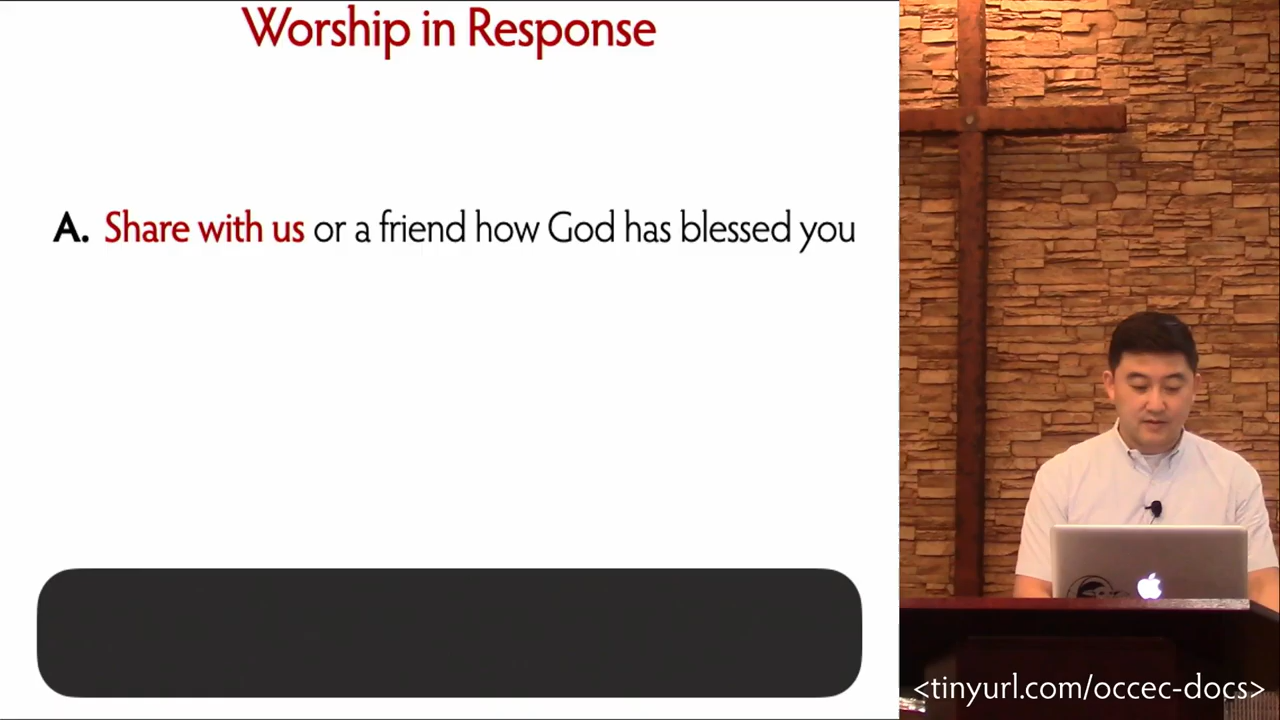 Worship in Response
A. Share with us or a friend how God has blessed you
<tinyurl.com/occec-docs>